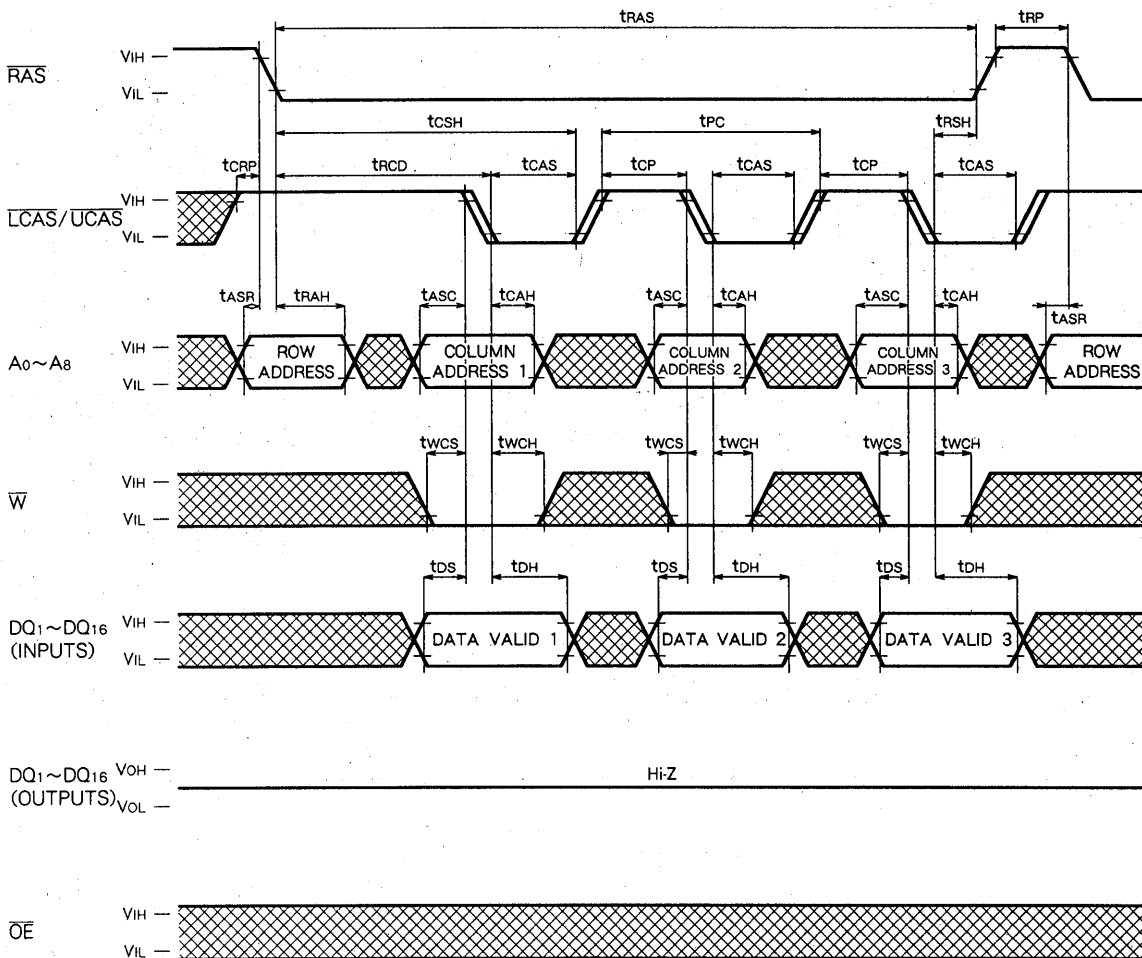 tRAS
tRP
VIH
RAS
VIL
tCSH
tPC
tRSH
tCRP
tRCD
tCAS
tCP
tCAS
tCP
tCAS
VIH
LCAS/UCAS
VIL
tASR
tRAH
tASC
tCAH
tASC
tCAH
tASC
tCAH
tASR
A0~A8
VIH
VIL
ROW ADDRESS
COLUMN ADDRESS 1
COLUMN ADDRESS 2
COLUMN ADDRESS 3
ROW ADDRESS
tWCS
tWCH
tWCS
tWCH
tWCS
tWCH
VIH
W
VIL
tDS
tDH
tDS
tDH
tDS
tDH
DQ1~DQ16
(INPUTS)
VIH
VIL
DATA VALID 1
DATA VALID 2
DATA VALID 3
DQ1~DQ16
(OUTPUTS)
VOH
VOL
Hi-Z
VIH
OE
VIL